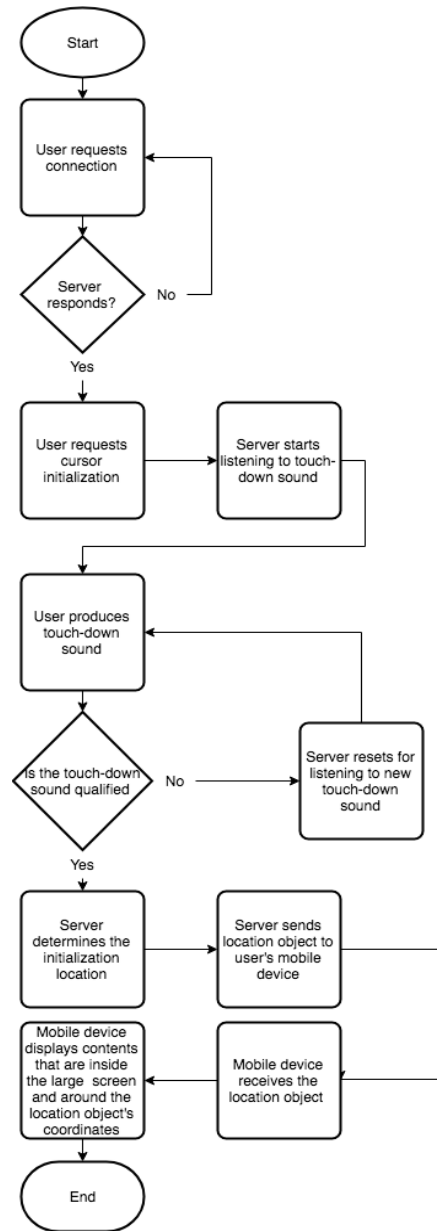 Start
User requests
connection
Server
responds?
No
Yes
User requests
cursor
initialization
Server starts
listening to touch-
down sound
User produces
touch-down
sound
Is the touch-down
sound qualified
No
Server resets for
listening to new
touch-down
sound
Yes
Server
determines the
initialization
location
Server sends
location object to
user's mobile
device
Mobile device
displays contents
that are inside
the large screen
and around the
location object's
coordinates
Mobile device
receives the
location object
End